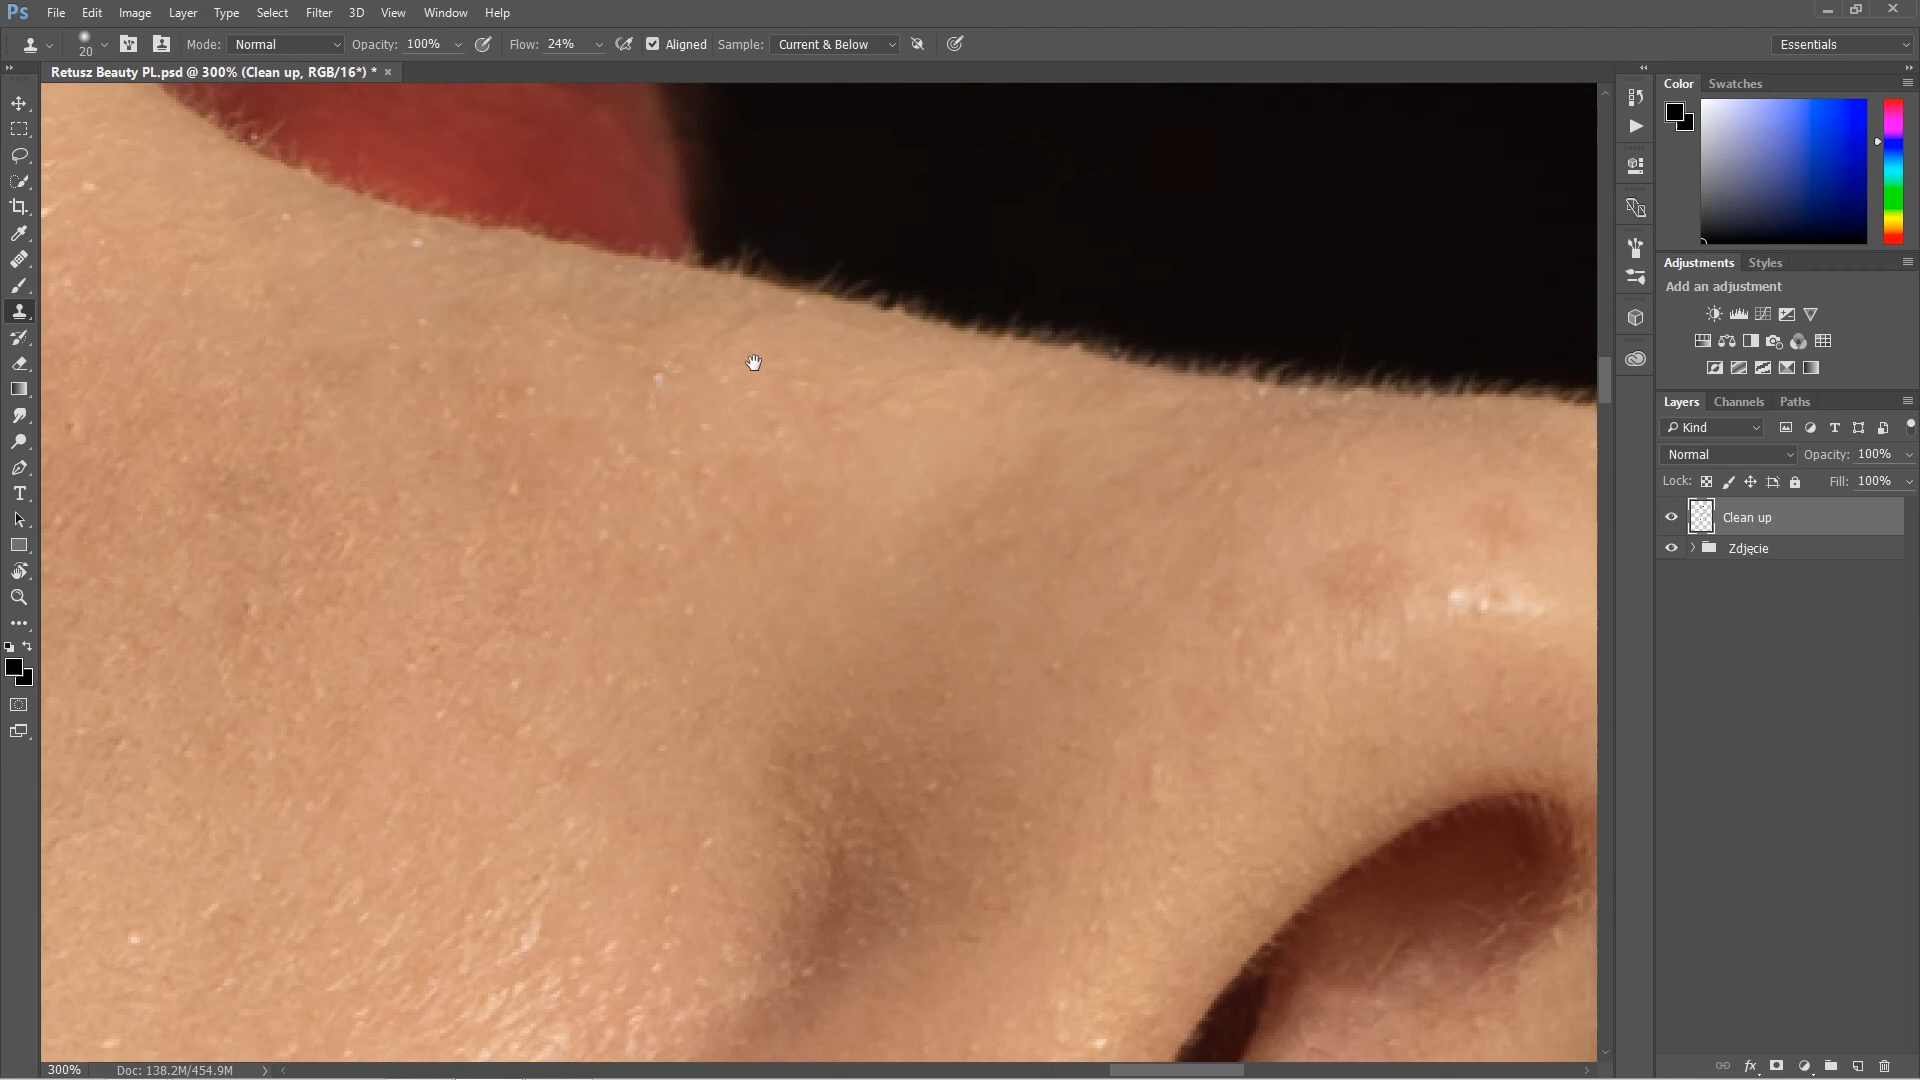 Ps File Edit Image Layer Type Select Filter 3D View Window Help
20 Mode: Normal Opacity: 100% Flow: 24% Aligned Sample: Current & Below Essentials
Retusz Beauty PL.psd @ 300% (Clean up, RGB/16*) * ×
Color Swatches
Adjustments Styles
Add an adjustment
Layers Channels Paths
Kind
Normal Opacity: 100%
Lock: Fill: 100%
Clean up
Zdjęcie
300% Doc: 138.2M/454.9M
fx